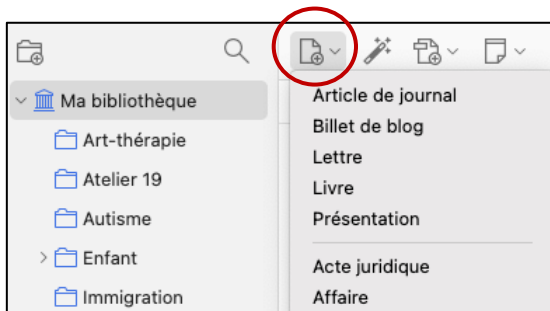 Ma bibliothèque
Art-thérapie
Atelier 19
Autisme
Enfant
Immigration
Article de journal
Billet de blog
Lettre
Livre
Présentation
Acte juridique
Affaire